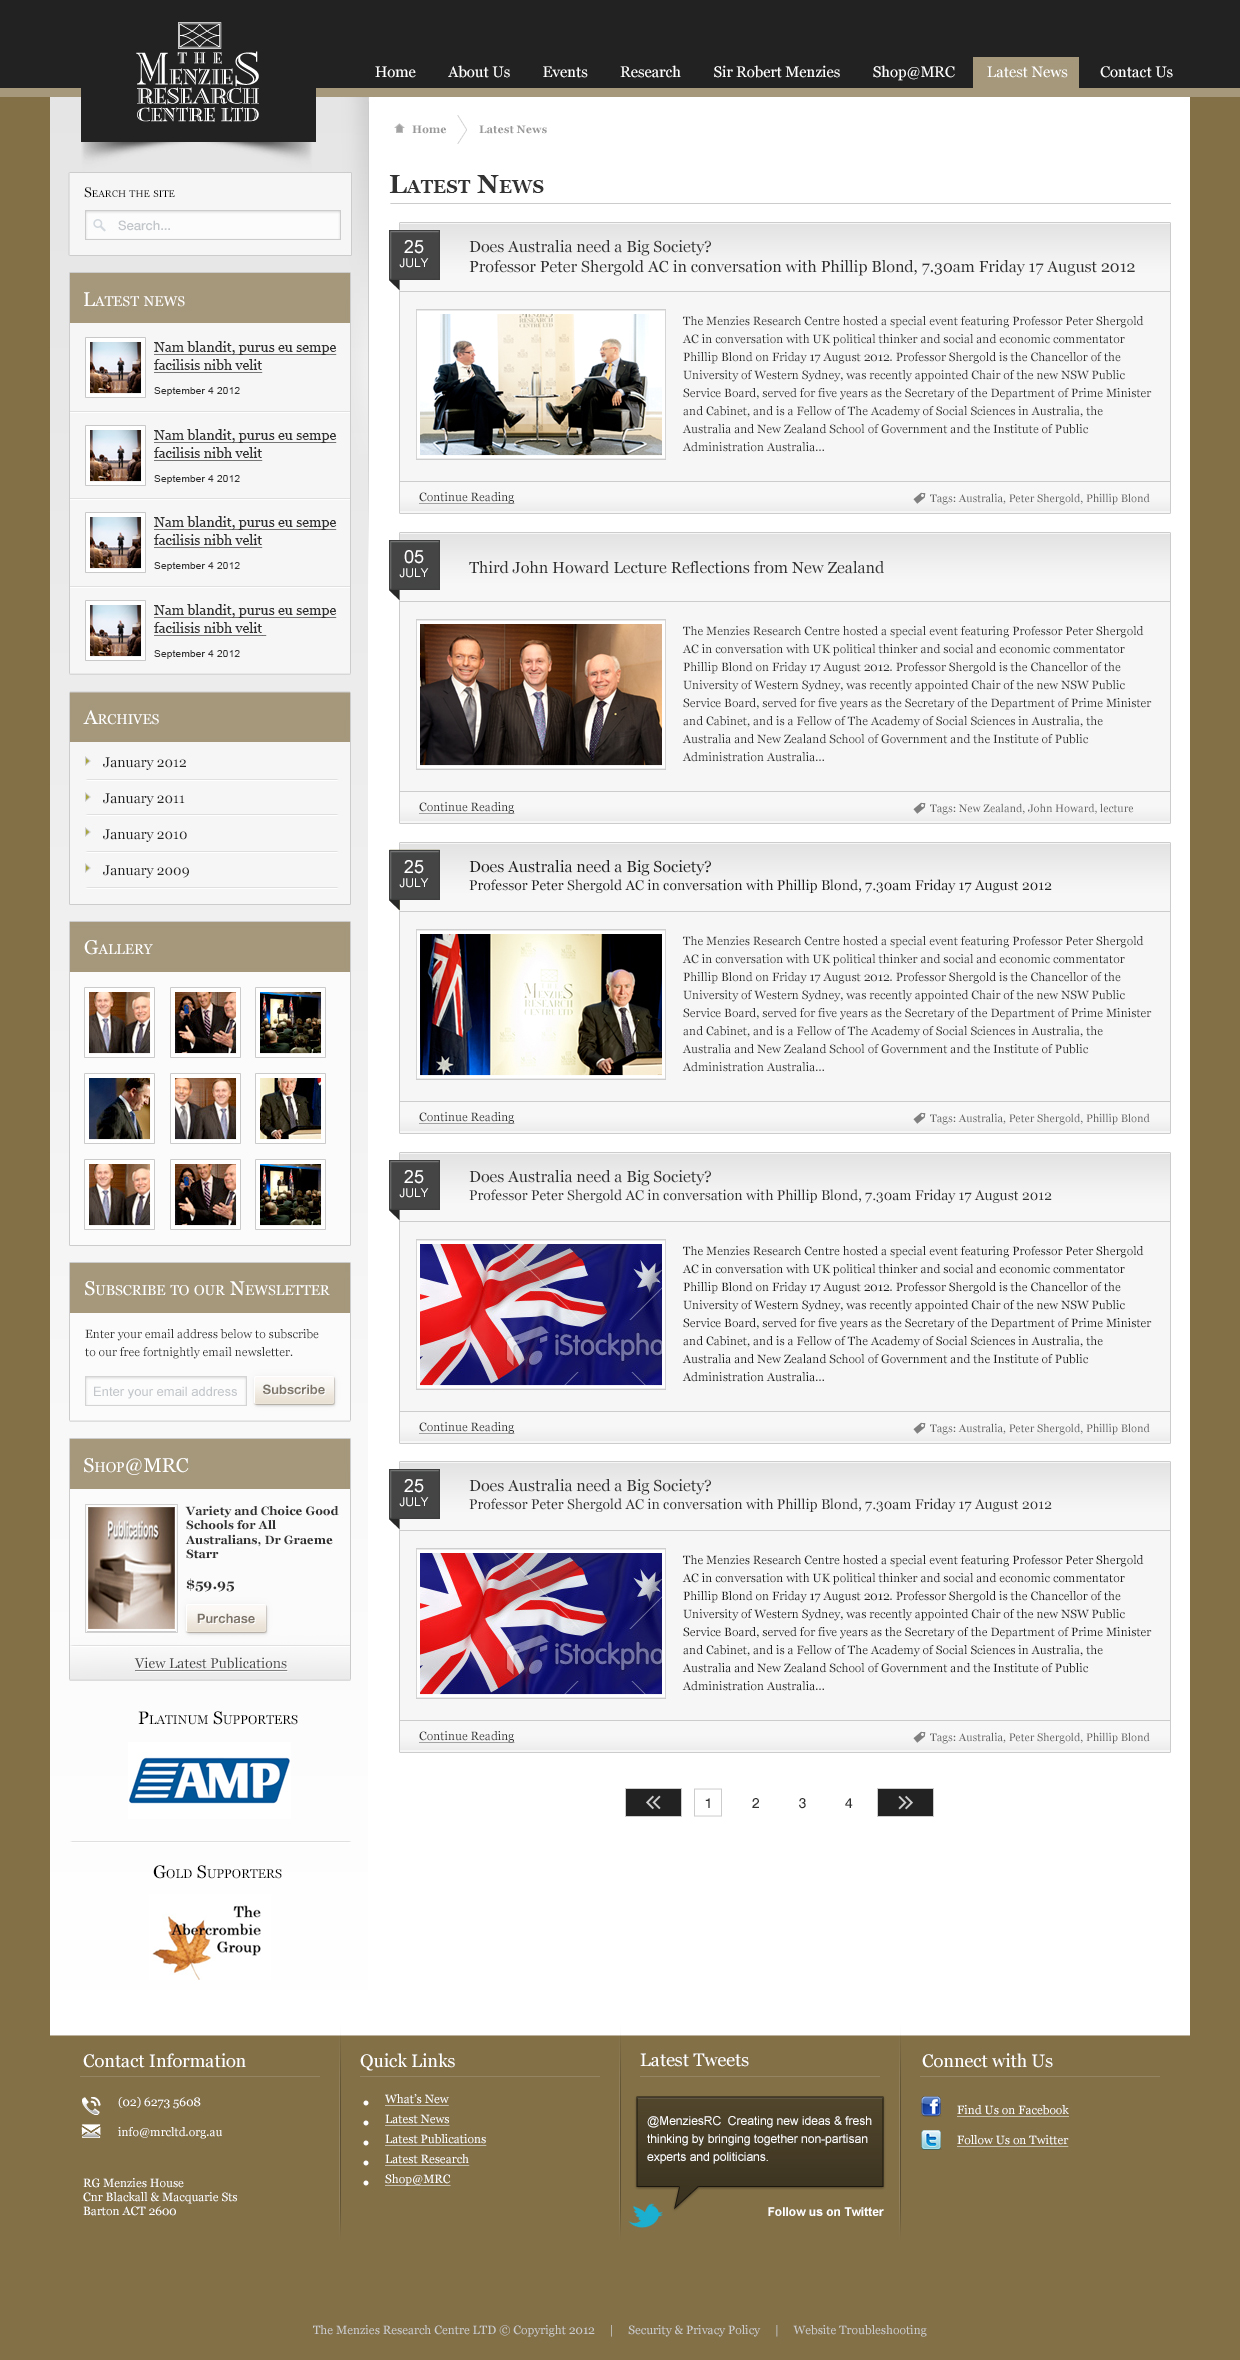 THE
MENZIES
RESEARCH
CENTRE LTD
Home
About Us
Events
Research
Sir Robert Menzies
Shop@MRC
Latest News
Contact Us
Home
Latest News
SEARCH THE SITE
Search...
LATEST NEWS
Nam blandit, purus eu sempe
facilisis nibh velit
September 4 2012
Nam blandit, purus eu sempe
facilisis nibh velit
September 4 2012
Nam blandit, purus eu sempe
facilisis nibh velit
September 4 2012
Nam blandit, purus eu sempe
facilisis nibh velit
September 4 2012
ARCHIVES
January 2012
January 2011
January 2010
January 2009
GALLERY
SUBSCRIBE TO OUR NEWSLETTER
Enter your email address below to subscribe
to our free fortnightly email newsletter.
Enter your email address
Subscribe
SHOP@MRC
Publications
Variety and Choice Good
Schools for All
Australians, Dr Graeme
Starr
$59.95
Purchase
View Latest Publications
PLATINUM SUPPORTERS
AMP
GOLD SUPPORTERS
The
Abercrombie
Group
LATEST NEWS
25
JULY
Does Australia need a Big Society?
Professor Peter Shergold AC in conversation with Phillip Blond, 7.30am Friday 17 August 2012
MENZIES
RESEARCH
CENTRE LTD
The Menzies Research Centre hosted a special event featuring Professor Peter Shergold
AC in conversation with UK political thinker and social and economic commentator
Phillip Blond on Friday 17 August 2012. Professor Shergold is the Chancellor of the
University of Western Sydney, was recently appointed Chair of the new NSW Public
Service Board, served for five years as the Secretary of the Department of Prime Minister
and Cabinet, and is a Fellow of The Academy of Social Sciences in Australia, the
Australia and New Zealand School of Government and the Institute of Public
Administration Australia...
Continue Reading
Tags: Australia, Peter Shergold, Phillip Blond
05
JULY
Third John Howard Lecture Reflections from New Zealand
The Menzies Research Centre hosted a special event featuring Professor Peter Shergold
AC in conversation with UK political thinker and social and economic commentator
Phillip Blond on Friday 17 August 2012. Professor Shergold is the Chancellor of the
University of Western Sydney, was recently appointed Chair of the new NSW Public
Service Board, served for five years as the Secretary of the Department of Prime Minister
and Cabinet, and is a Fellow of The Academy of Social Sciences in Australia, the
Australia and New Zealand School of Government and the Institute of Public
Administration Australia...
Continue Reading
Tags: New Zealand, John Howard, lecture
25
JULY
Does Australia need a Big Society?
Professor Peter Shergold AC in conversation with Phillip Blond, 7.30am Friday 17 August 2012
THE
MENZIES
RESEARCH
CENTRE LTD
The Menzies Research Centre hosted a special event featuring Professor Peter Shergold
AC in conversation with UK political thinker and social and economic commentator
Phillip Blond on Friday 17 August 2012. Professor Shergold is the Chancellor of the
University of Western Sydney, was recently appointed Chair of the new NSW Public
Service Board, served for five years as the Secretary of the Department of Prime Minister
and Cabinet, and is a Fellow of The Academy of Social Sciences in Australia, the
Australia and New Zealand School of Government and the Institute of Public
Administration Australia...
Continue Reading
Tags: Australia, Peter Shergold, Phillip Blond
25
JULY
Does Australia need a Big Society?
Professor Peter Shergold AC in conversation with Phillip Blond, 7.30am Friday 17 August 2012
iStockpho
The Menzies Research Centre hosted a special event featuring Professor Peter Shergold
AC in conversation with UK political thinker and social and economic commentator
Phillip Blond on Friday 17 August 2012. Professor Shergold is the Chancellor of the
University of Western Sydney, was recently appointed Chair of the new NSW Public
Service Board, served for five years as the Secretary of the Department of Prime Minister
and Cabinet, and is a Fellow of The Academy of Social Sciences in Australia, the
Australia and New Zealand School of Government and the Institute of Public
Administration Australia...
Continue Reading
Tags: Australia, Peter Shergold, Phillip Blond
25
JULY
Does Australia need a Big Society?
Professor Peter Shergold AC in conversation with Phillip Blond, 7.30am Friday 17 August 2012
iStockpho
The Menzies Research Centre hosted a special event featuring Professor Peter Shergold
AC in conversation with UK political thinker and social and economic commentator
Phillip Blond on Friday 17 August 2012. Professor Shergold is the Chancellor of the
University of Western Sydney, was recently appointed Chair of the new NSW Public
Service Board, served for five years as the Secretary of the Department of Prime Minister
and Cabinet, and is a Fellow of The Academy of Social Sciences in Australia, the
Australia and New Zealand School of Government and the Institute of Public
Administration Australia...
Continue Reading
Tags: Australia, Peter Shergold, Phillip Blond
« 1 2 3 4 »
Contact Information
(02) 6273 5608
info@mrcltd.org.au
RG Menzies House
Cnr Blackall & Macquarie Sts
Barton ACT 2600
Quick Links
What's New
Latest News
Latest Publications
Latest Research
Shop@MRC
Latest Tweets
@MenziesRC Creating new ideas & fresh
thinking by bringing together non-partisan
experts and politicians.
Follow us on Twitter
Connect with Us
Find Us on Facebook
Follow Us on Twitter
The Menzies Research Centre LTD © Copyright 2012 | Security & Privacy Policy | Website Troubleshooting